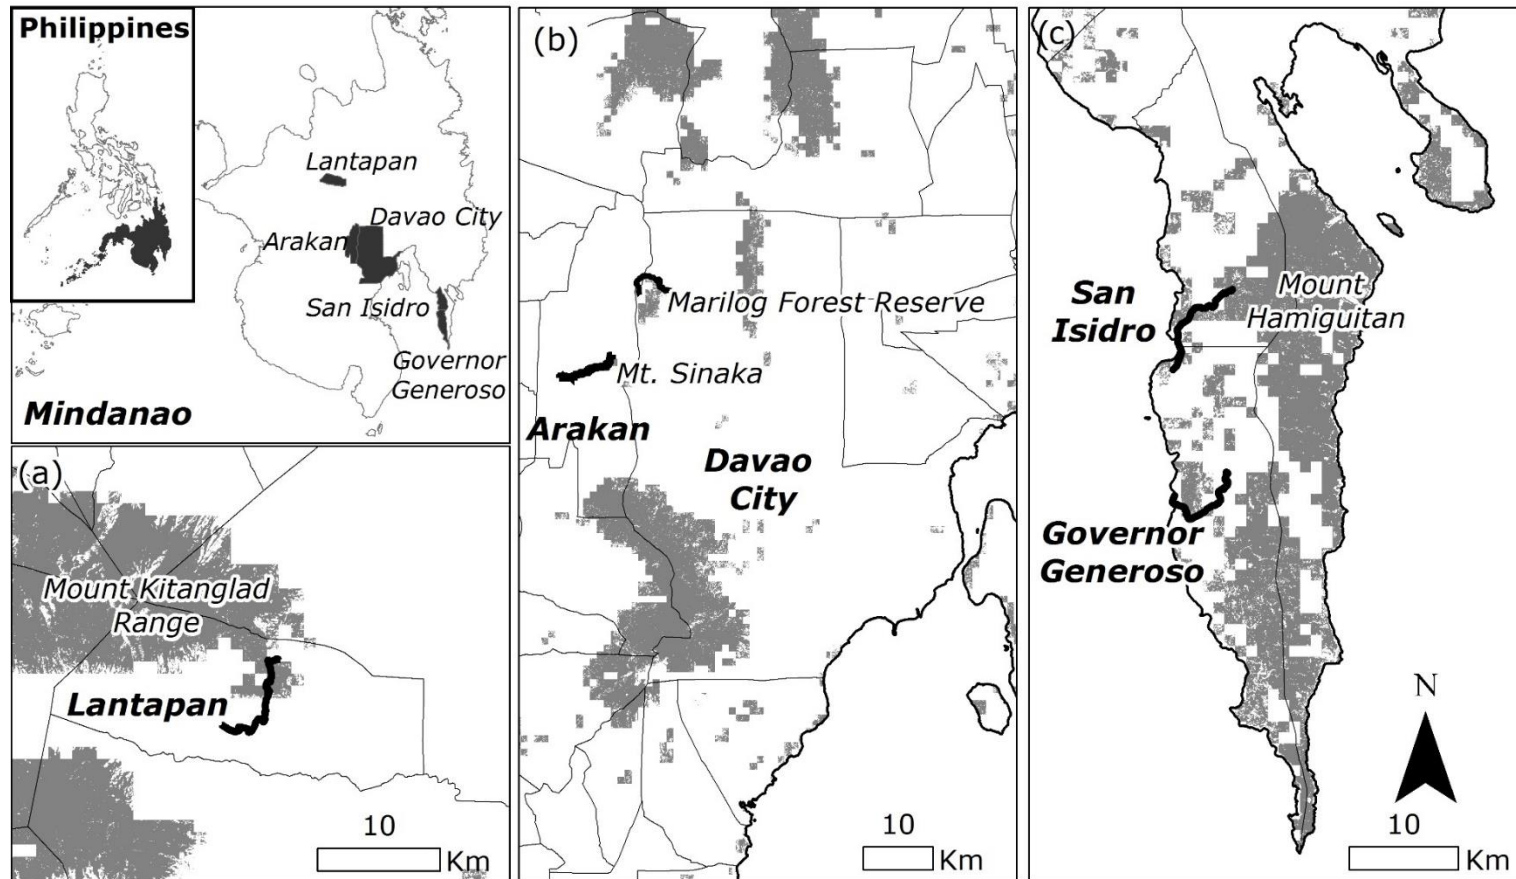 Philippines
Lantapan
Davao City
Arakan
San Isidro
Governor
Generoso
Mindanao
(a)
Mount Kitanglad
Range
Lantapan
10
Km
(b)
Marilog Forest Reserve
Mt. Sinaka
Arakan
Davao
City
10
Km
(c)
San
Isidro
Mount
Hamiguitan
Governor
Generoso
N
10
Km